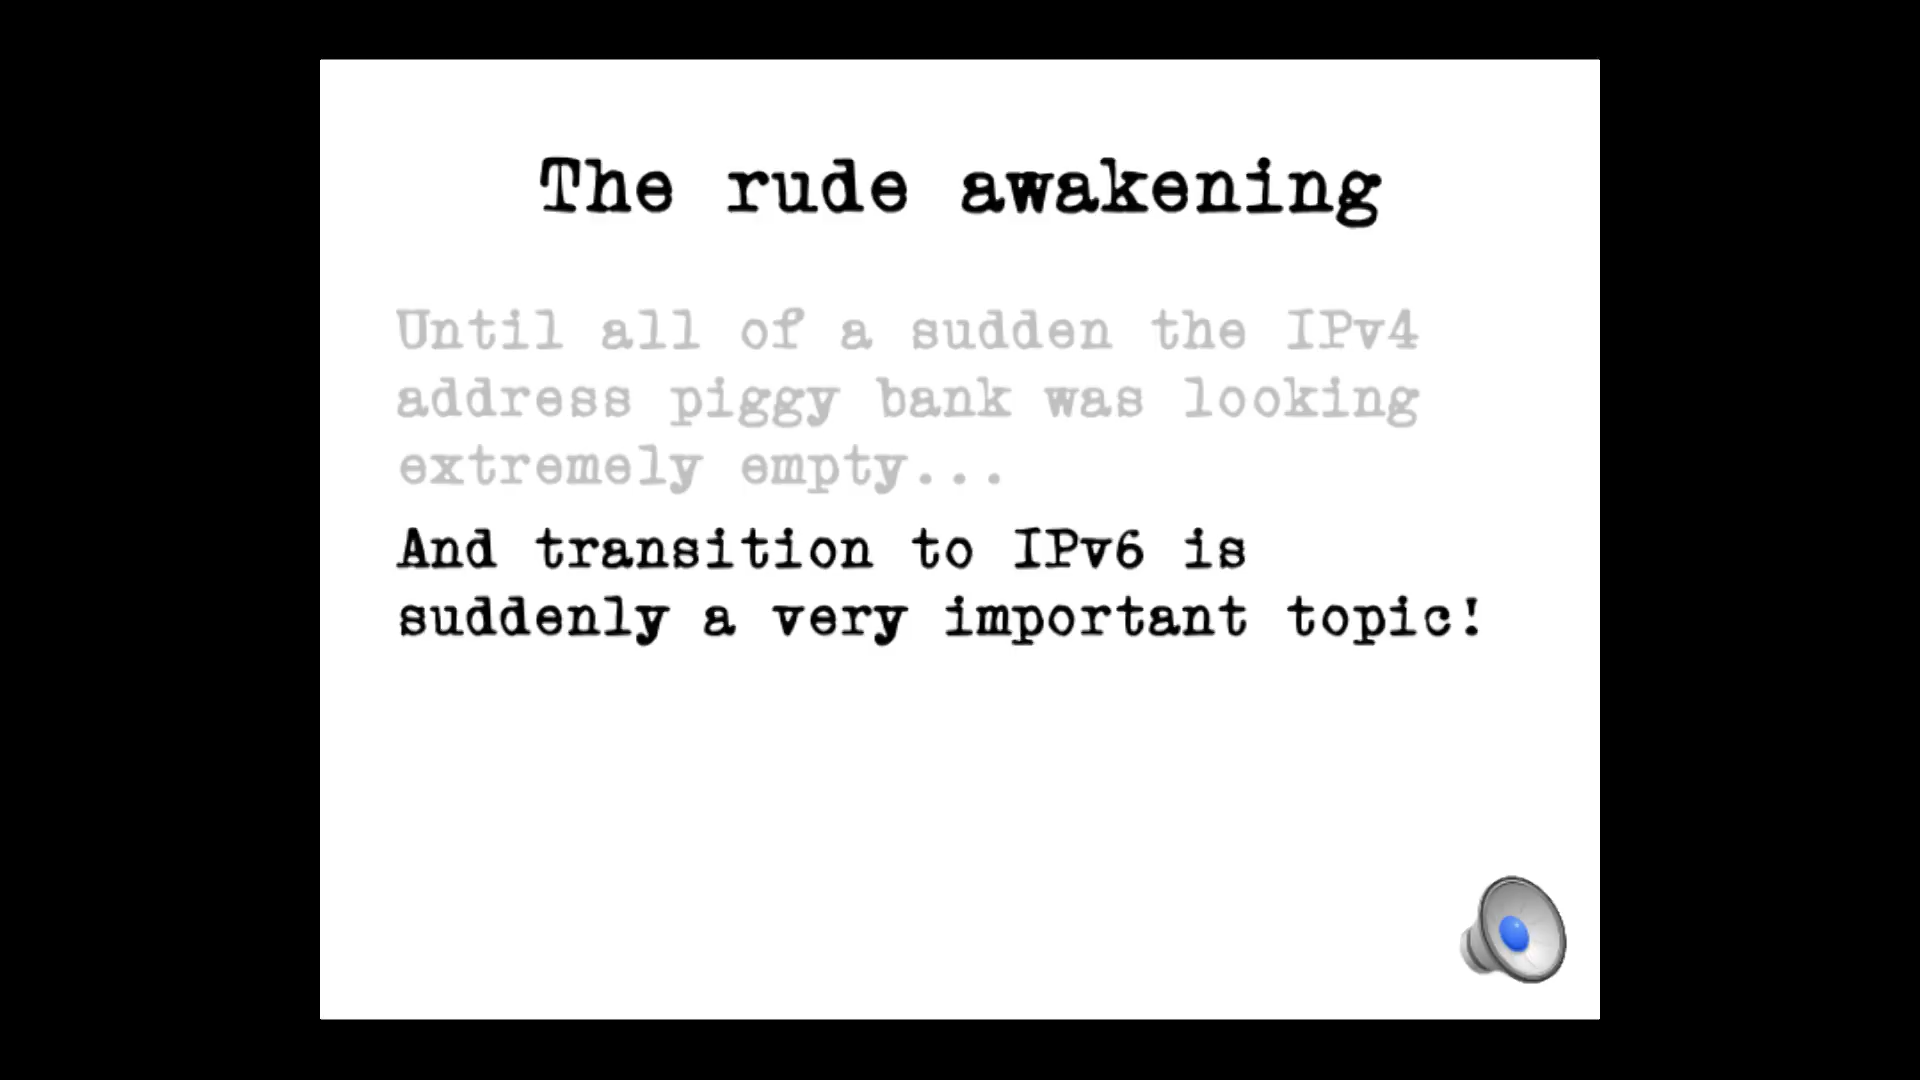 The rude awakening
Until all of a sudden the IPv4
address piggy bank was looking
extremely empty...
And transition to IPv6 is
suddenly a very important topic!